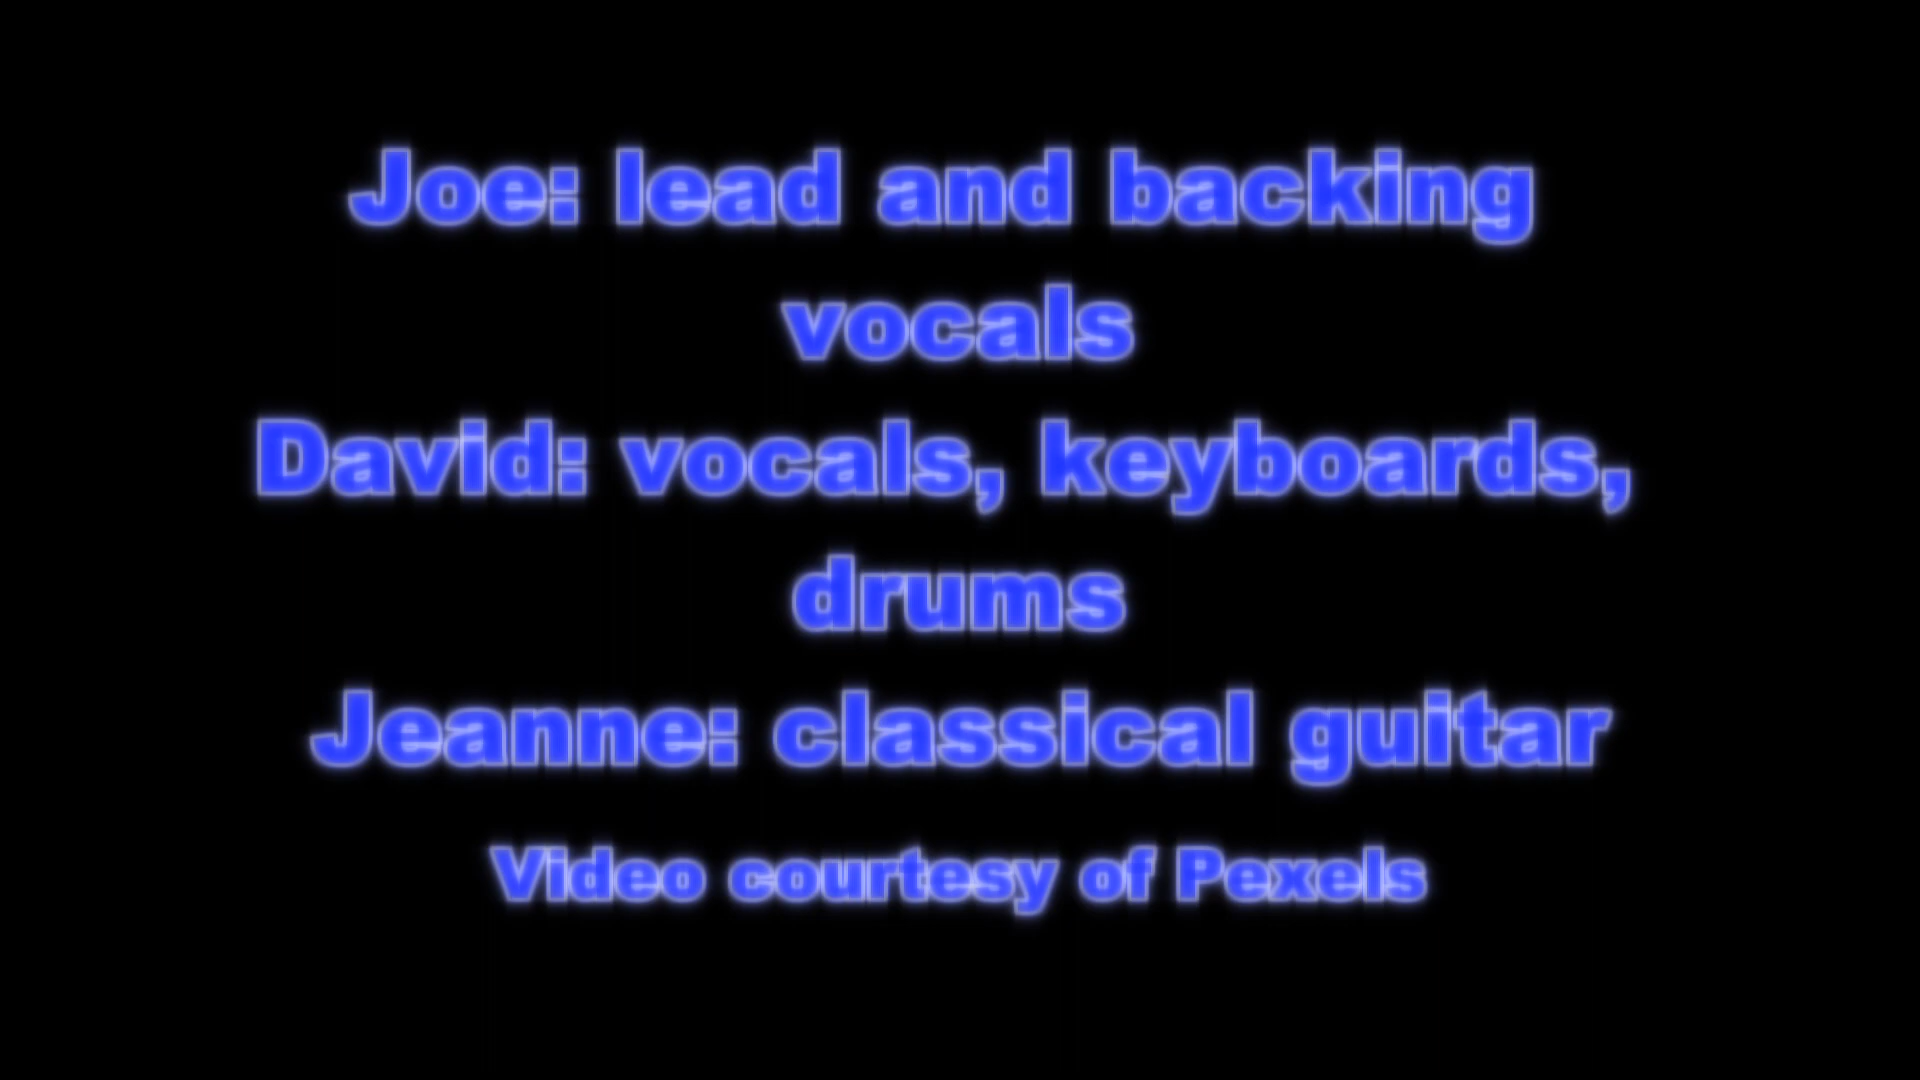 Joe: lead and backing
vocals
David: vocals, keyboards,
drums
Jeanne: classical guitar
Video courtesy of Pexels